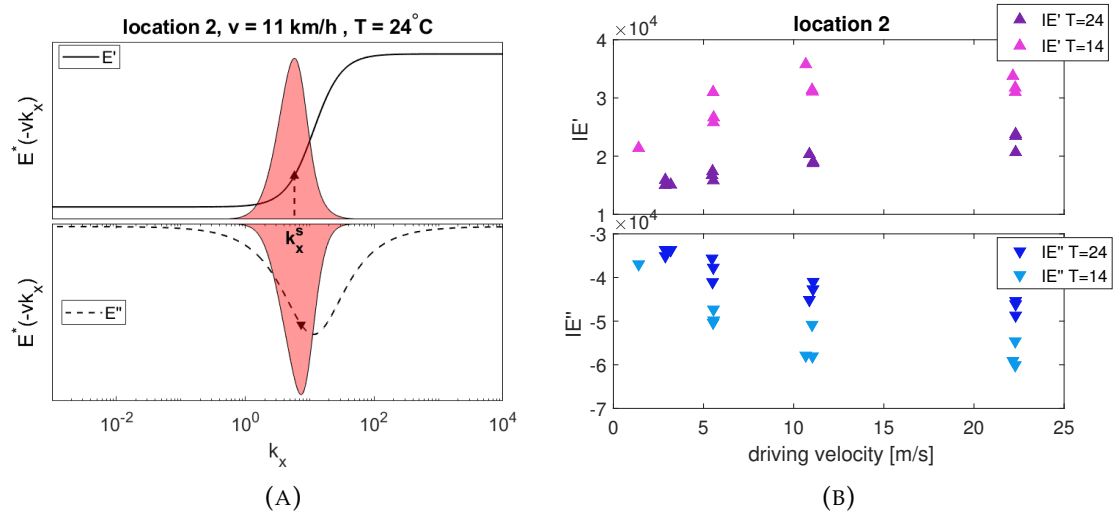 location 2, v = 11 km/h , T = 24°C
E'
E*(-vk_x)
k_x^s
E''
E*(-vk_x)
10^-2
10^0
10^2
10^4
k_x
(A)
location 2
IE' T=24
IE' T=14
×10^4
4
3
2
1
IE'
×10^4
IE'' T=24
IE'' T=14
-3
-4
-5
-6
-7
IE''
0
5
10
15
20
25
driving velocity [m/s]
(B)